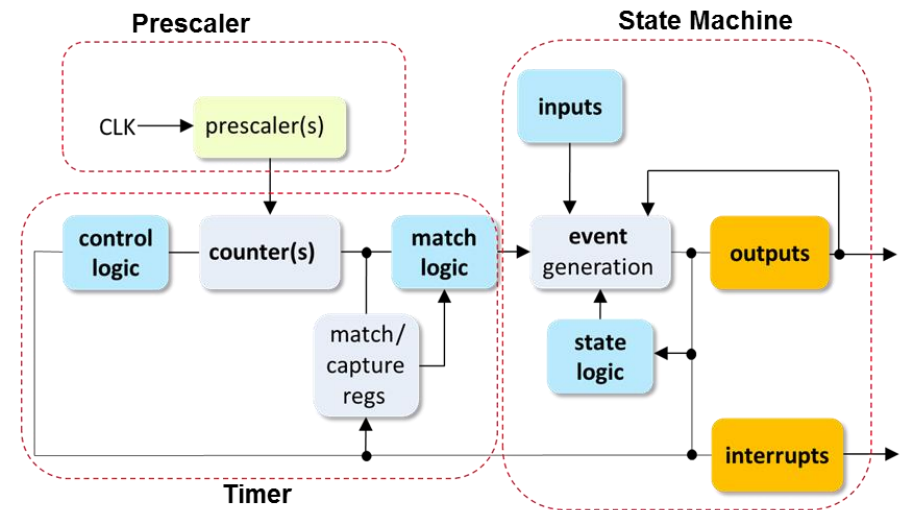 Prescaler
State Machine
CLK
prescaler(s)
inputs
control
logic
counter(s)
match
logic
event
generation
outputs
match/
capture
regs
state
logic
interrupts
Timer